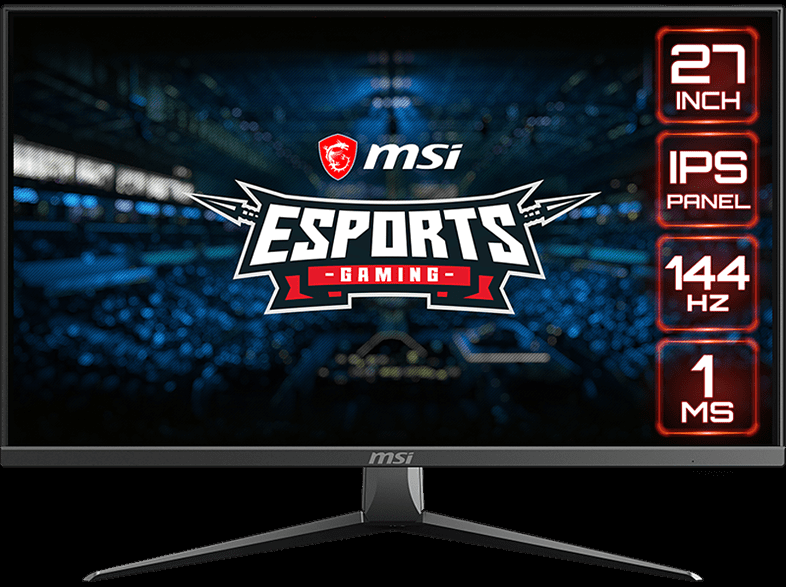 msi
ESPORTS
-GAMING-
27
INCH
IPS
PANEL
144
HZ
1
MS
msi